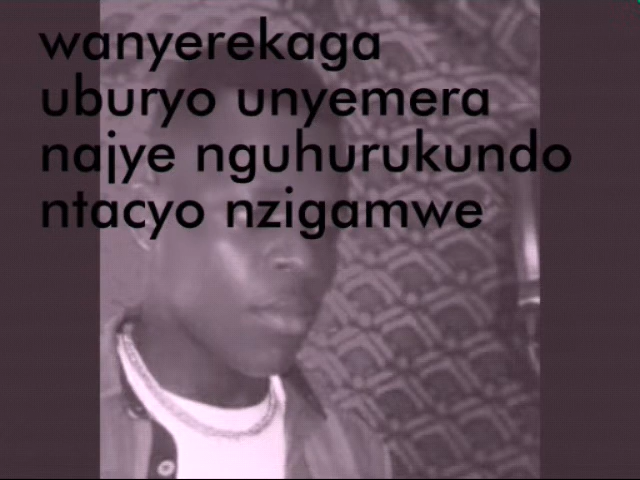 wanyerekaga
uburyo unyemera
najye nguhurukundo
ntacyo nzigamwe